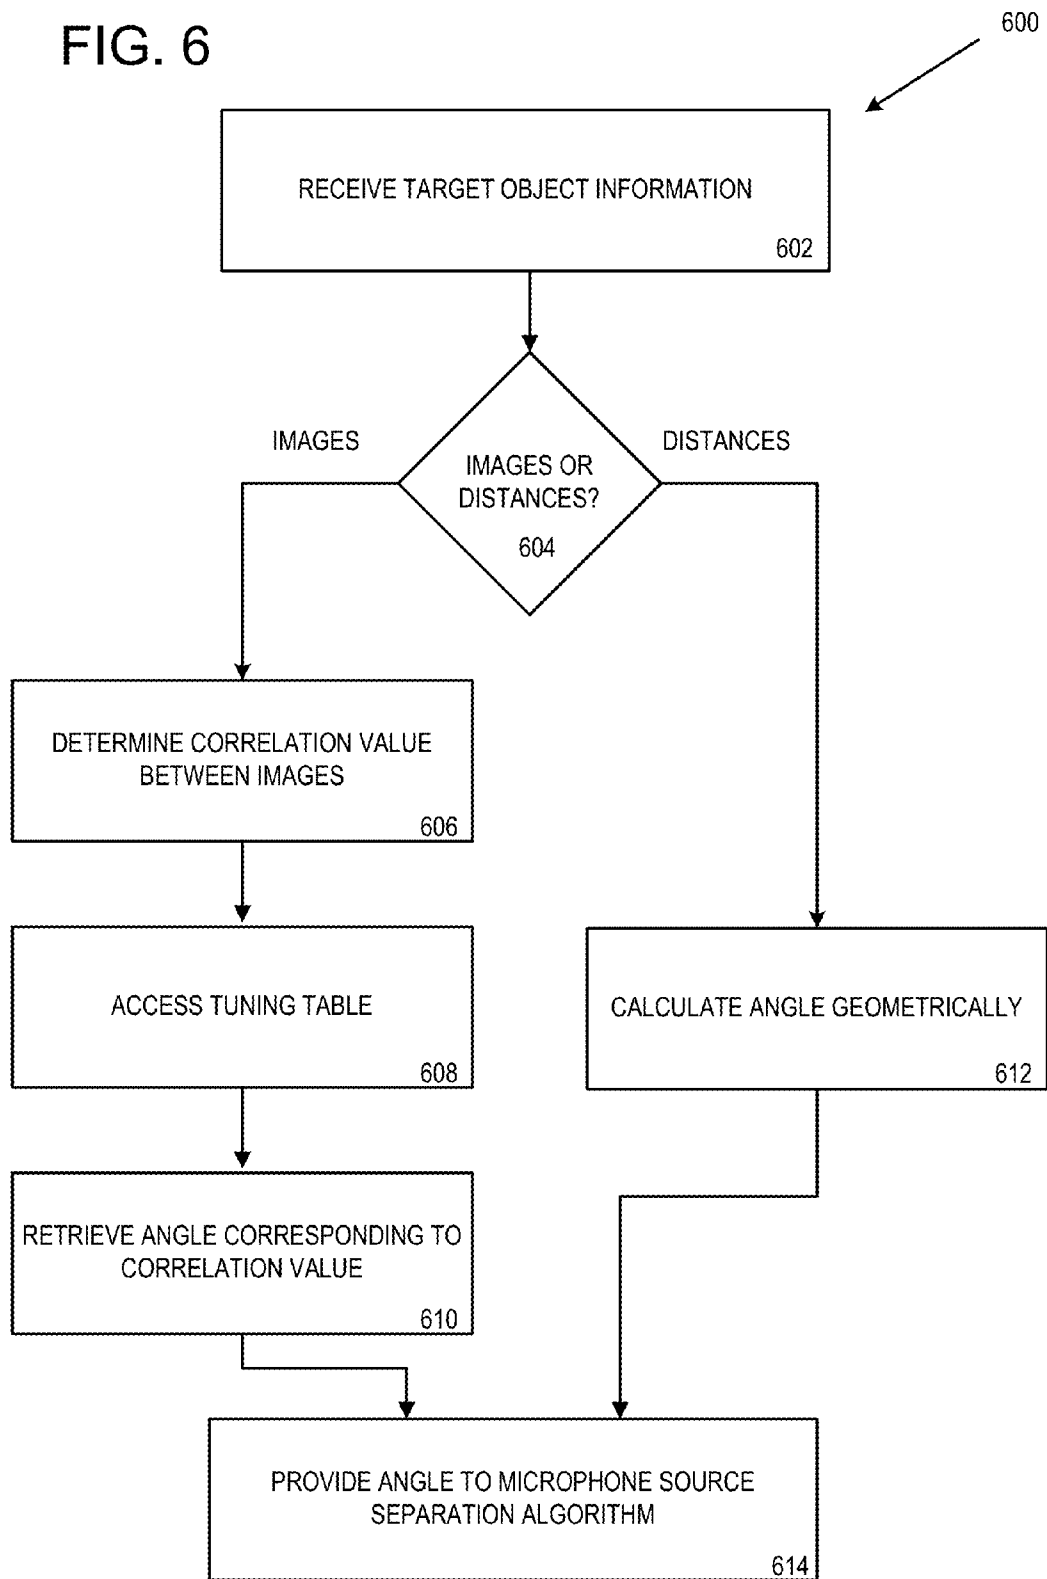 FIG. 6
600
RECEIVE TARGET OBJECT INFORMATION
602
IMAGES
DISTANCES
IMAGES OR
DISTANCES?
604
DETERMINE CORRELATION VALUE
BETWEEN IMAGES
606
ACCESS TUNING TABLE
608
CALCULATE ANGLE GEOMETRICALLY
612
RETRIEVE ANGLE CORRESPONDING TO
CORRELATION VALUE
610
PROVIDE ANGLE TO MICROPHONE SOURCE
SEPARATION ALGORITHM
614